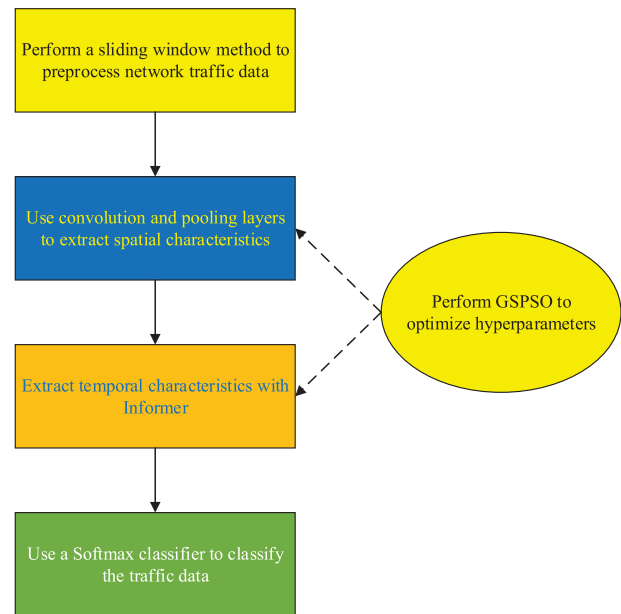 Perform a sliding window method to
preprocess network traffic data
Use convolution and pooling layers
to extract spatial characteristics
Perform GSPSO to
optimize hyperparameters
Extract temporal characteristics with
Informer
Use a Softmax classifier to classify
the traffic data